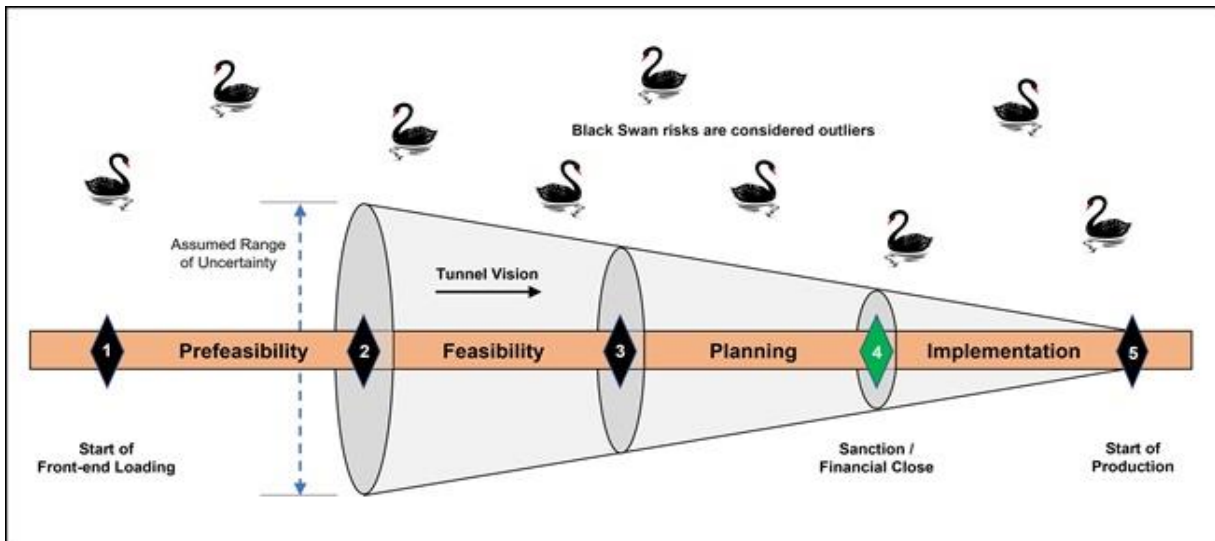 Black Swan risks are considered outliers
Assumed Range
of Uncertainty
Tunnel Vision
1
Prefeasibility
2
Feasibility
3
Planning
4
Implementation
5
Start of
Front-end Loading
Sanction /
Financial Close
Start of
Production